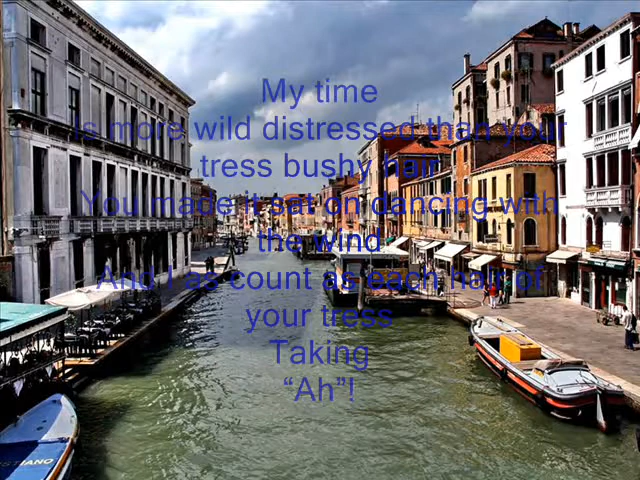 My time
Is more wild distressed than your
tress bushy hair
You made, I sat on dancing with
the wind
And I as count as each hair of
your tress
Taking
“Ah”!